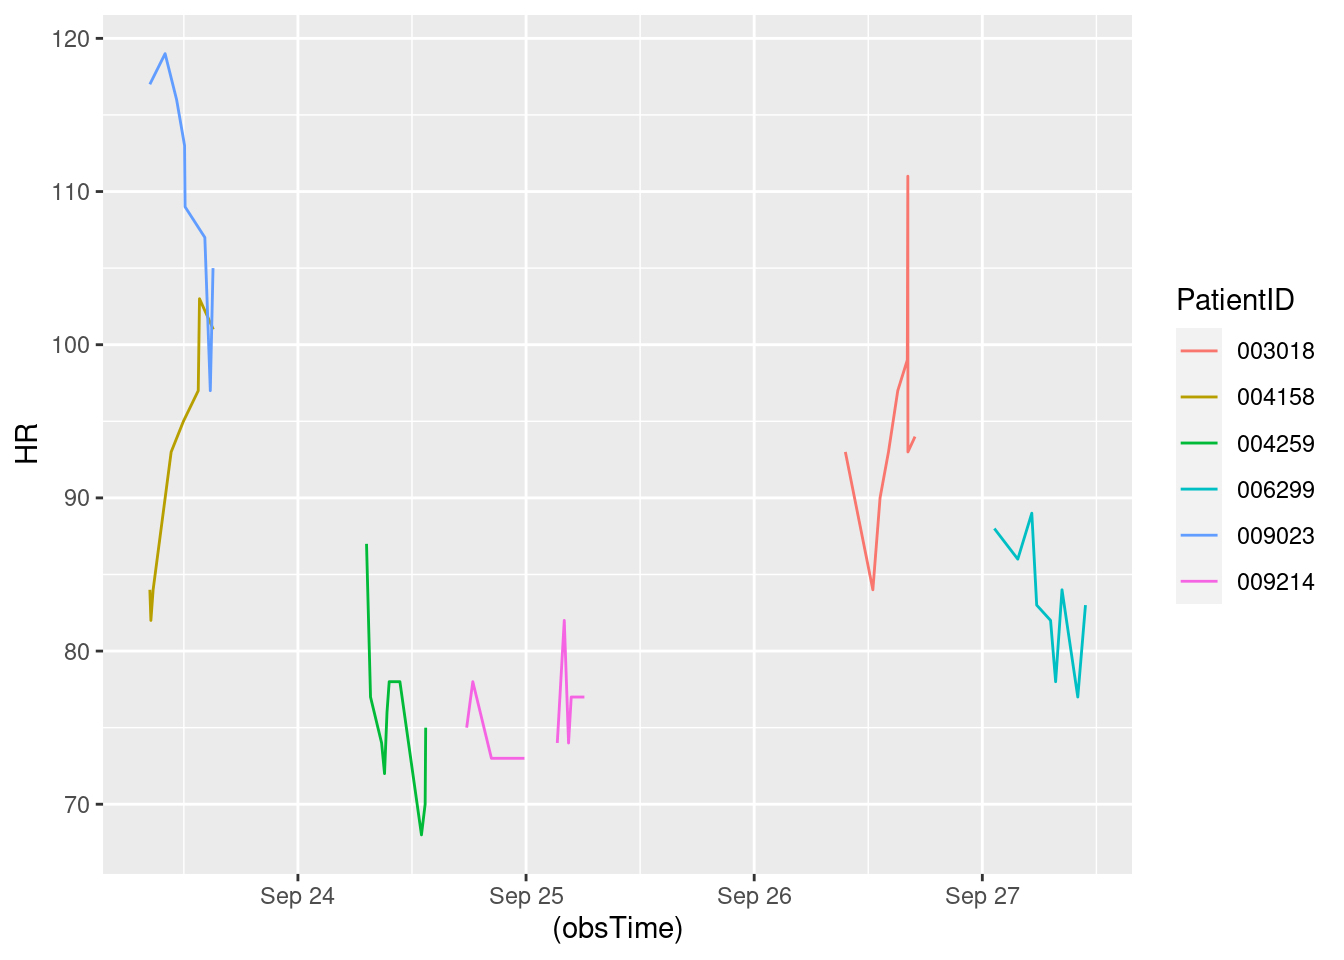 120
110
100
90
80
70
HR
Sep 24
Sep 25
Sep 26
Sep 27
(obsTime)
PatientID
003018
004158
004259
006299
009023
009214